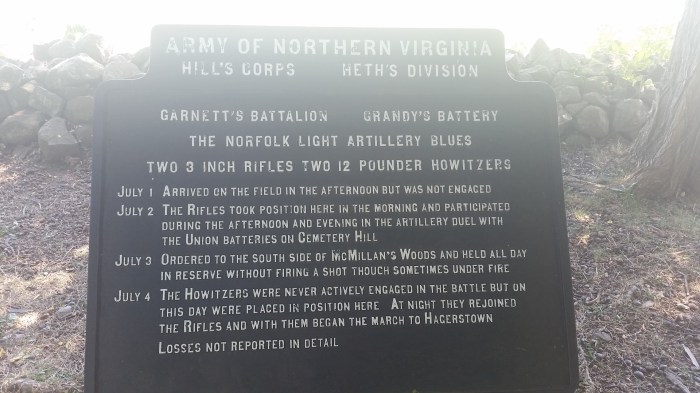 ARMY OF NORTHERN VIRGINIA
HILL'S CORPS HETH'S DIVISION
GARNETT'S BATTALION GRANDY'S BATTERY
THE NORFOLK LIGHT ARTILLERY BLUES
TWO 3 INCH RIFLES TWO 12 POUNDER HOWITZERS
JULY 1 ARRIVED ON THE FIELD IN THE AFTERNOON BUT WAS NOT ENGAGED
JULY 2 THE RIFLES TOOK POSITION HERE IN THE MORNING AND PARTICIPATED
DURING THE AFTERNOON AND EVENING IN THE ARTILLERY DUEL WITH
THE UNION BATTERIES ON CEMETERY HILL
JULY 3 ORDERED TO THE SOUTH SIDE OF MCMILLAN'S WOODS AND HELD ALL DAY
IN RESERVE WITHOUT FIRING A SHOT THOUGH SOMETIMES UNDER FIRE
JULY 4 THE HOWITZERS WERE NEVER ACTIVELY ENGAGED IN THE BATTLE BUT ON
THIS DAY WERE PLACED IN POSITION HERE AT NIGHT THEY REJOINED
THE RIFLES AND WITH THEM BEGAN THE MARCH TO HAGERSTOWN
LOSSES NOT REPORTED IN DETAIL